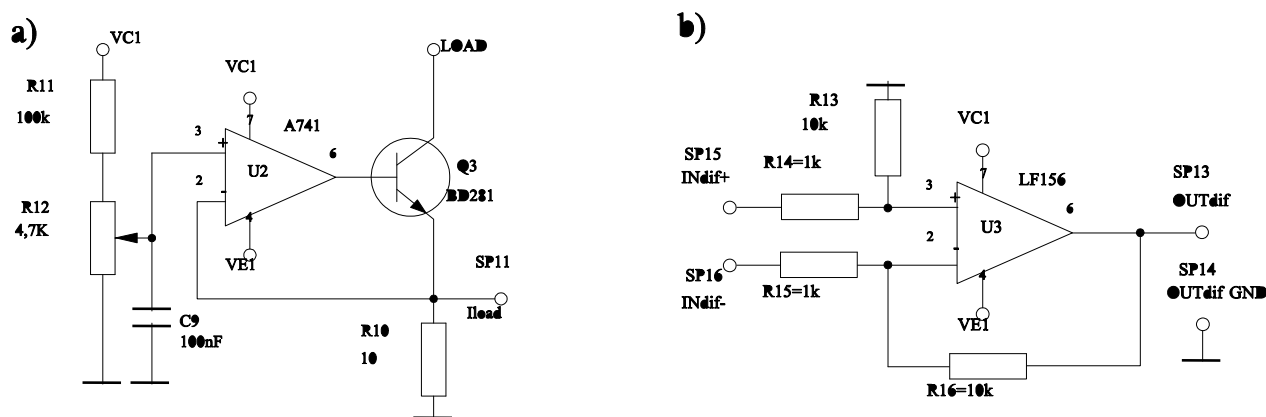 a)
VC1
R11
100k
R12
4,7K
C9
100nF
VC1
7
A741
3
+
U2
6
2
-
4
VE1
LOAD
Q3
BD281
SP11
Iload
R10
10
b)
R13
10k
SP15
INdif+
R14=1k
VC1
7
LF156
3
+
U3
6
2
-
4
VE1
SP16
INdif-
R15=1k
SP13
OUTdif
SP14
OUTdif GND
R16=10k